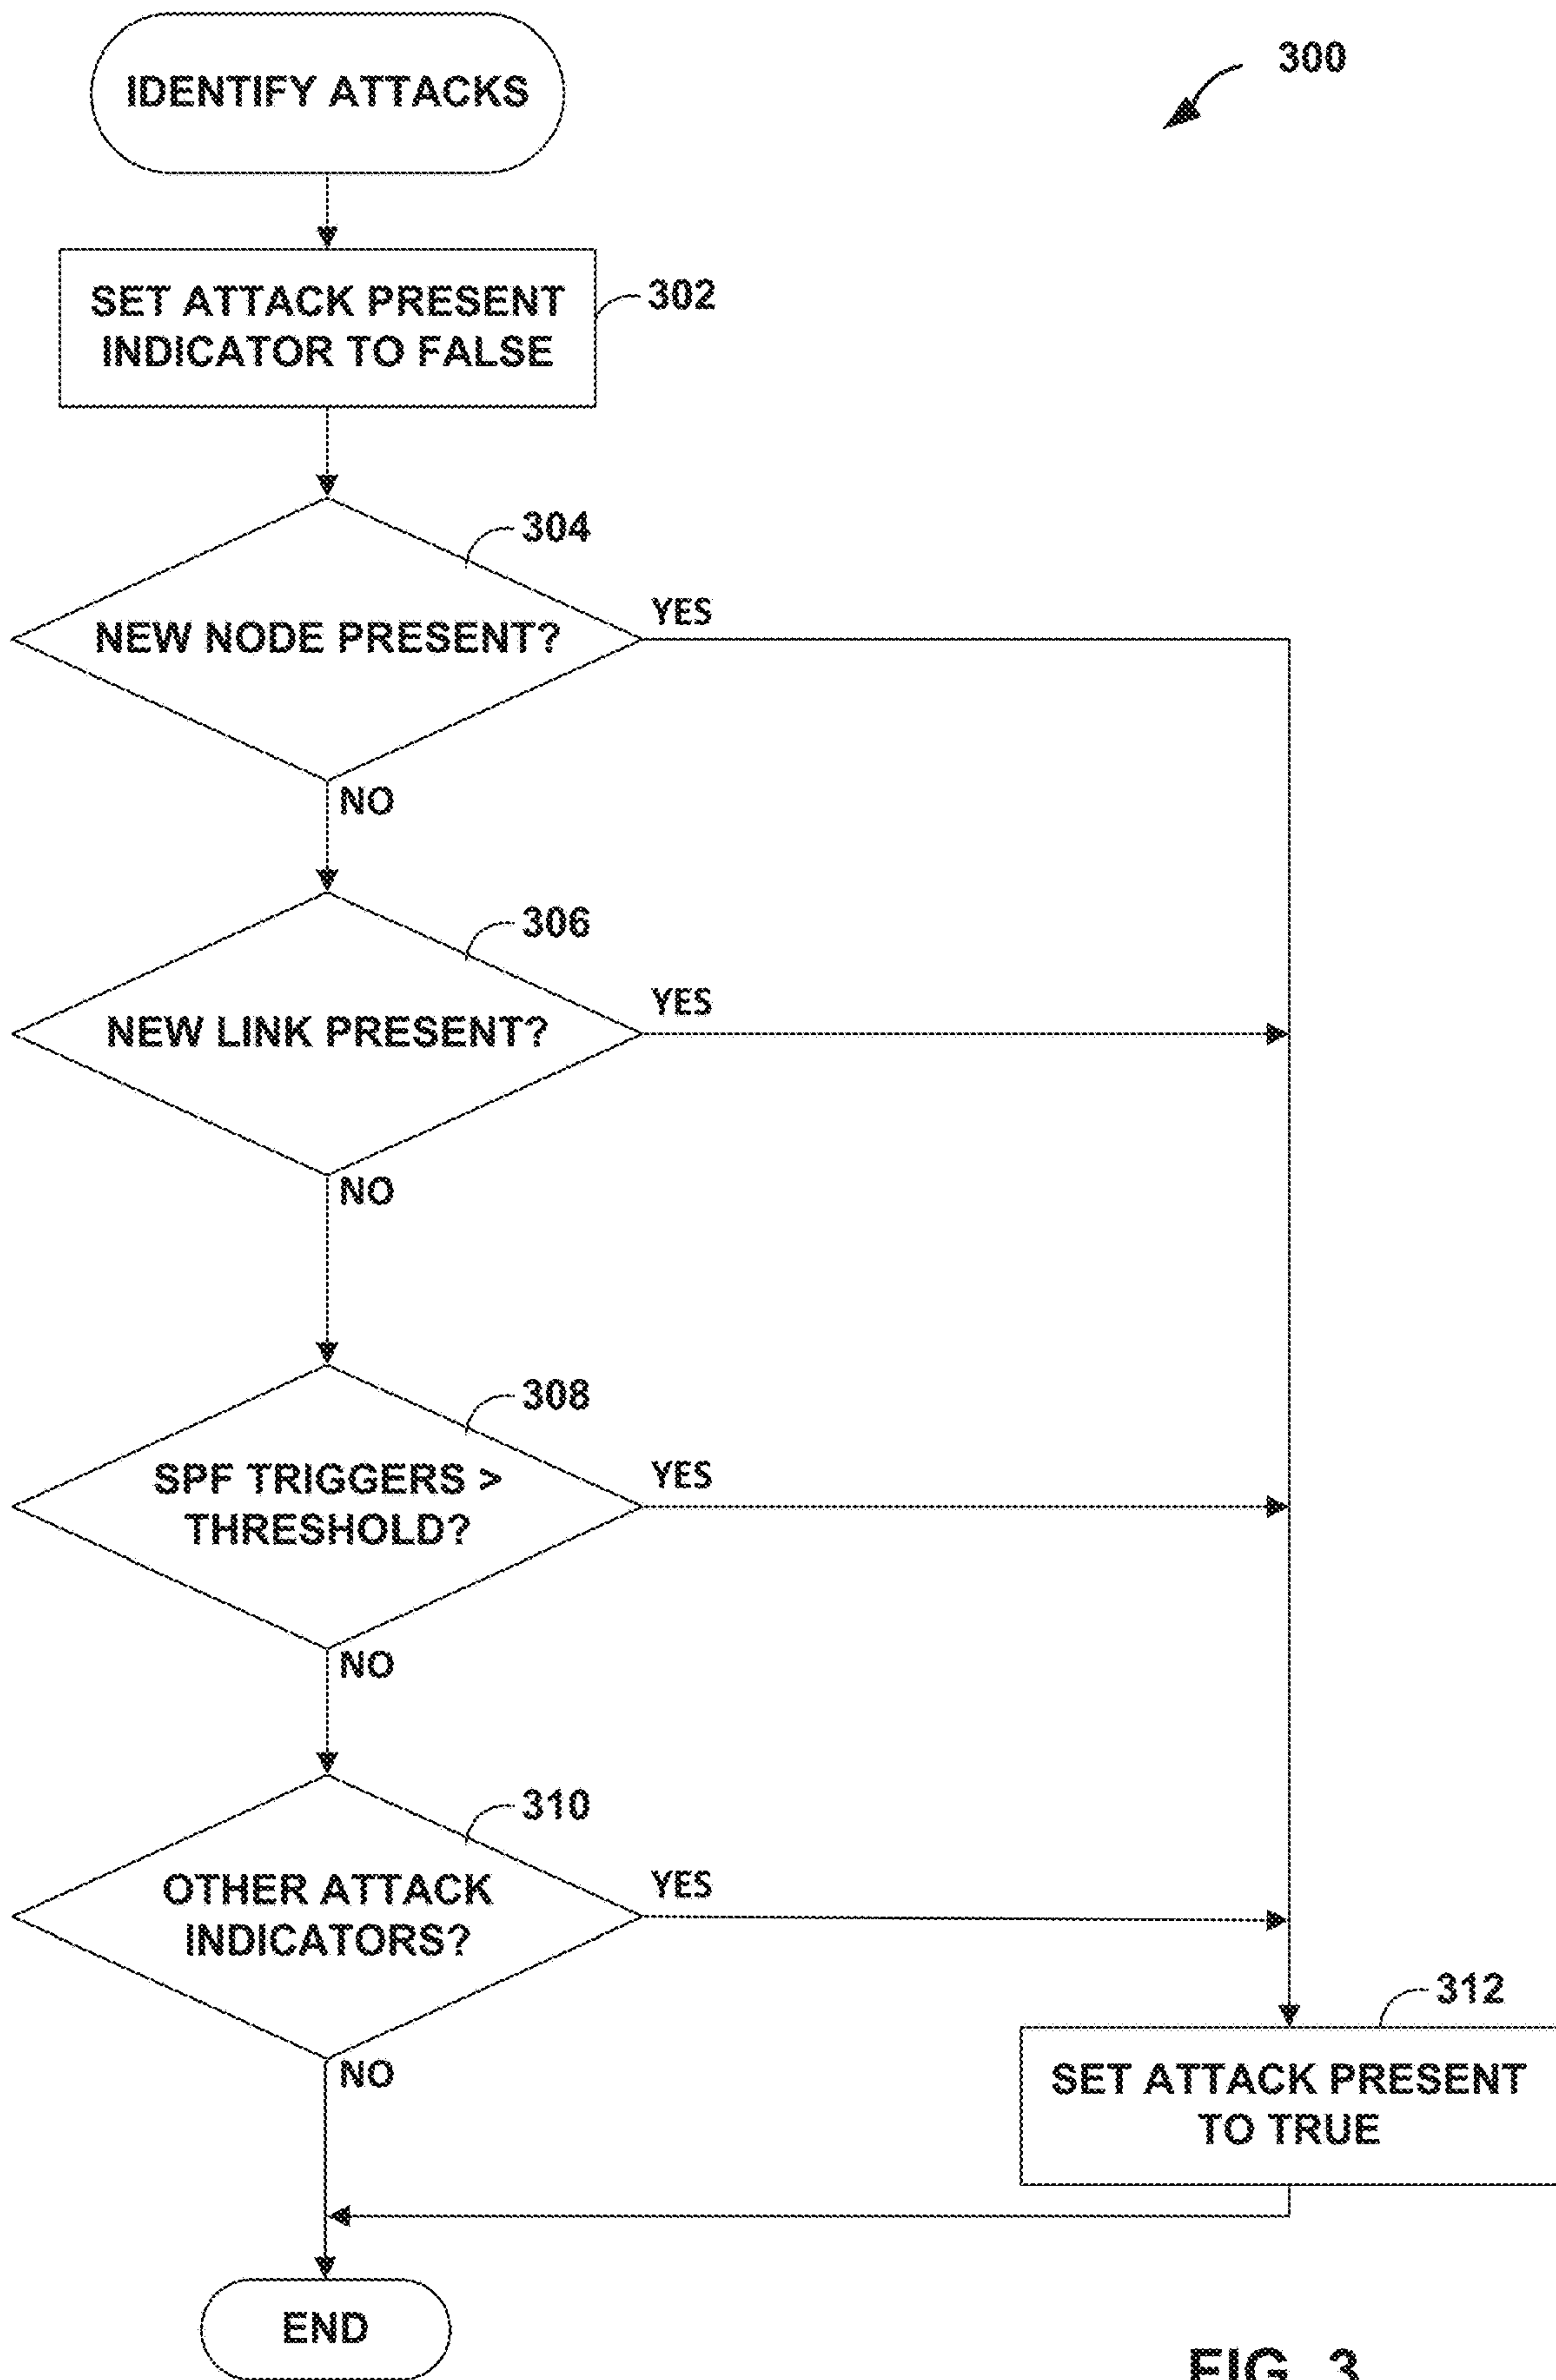 IDENTIFY ATTACKS
300
SET ATTACK PRESENT
INDICATOR TO FALSE
302
304
NEW NODE PRESENT?
YES
NO
306
NEW LINK PRESENT?
YES
NO
308
SPF TRIGGERS >
THRESHOLD?
YES
NO
310
OTHER ATTACK
INDICATORS?
YES
NO
312
SET ATTACK PRESENT
TO TRUE
END
FIG. 3